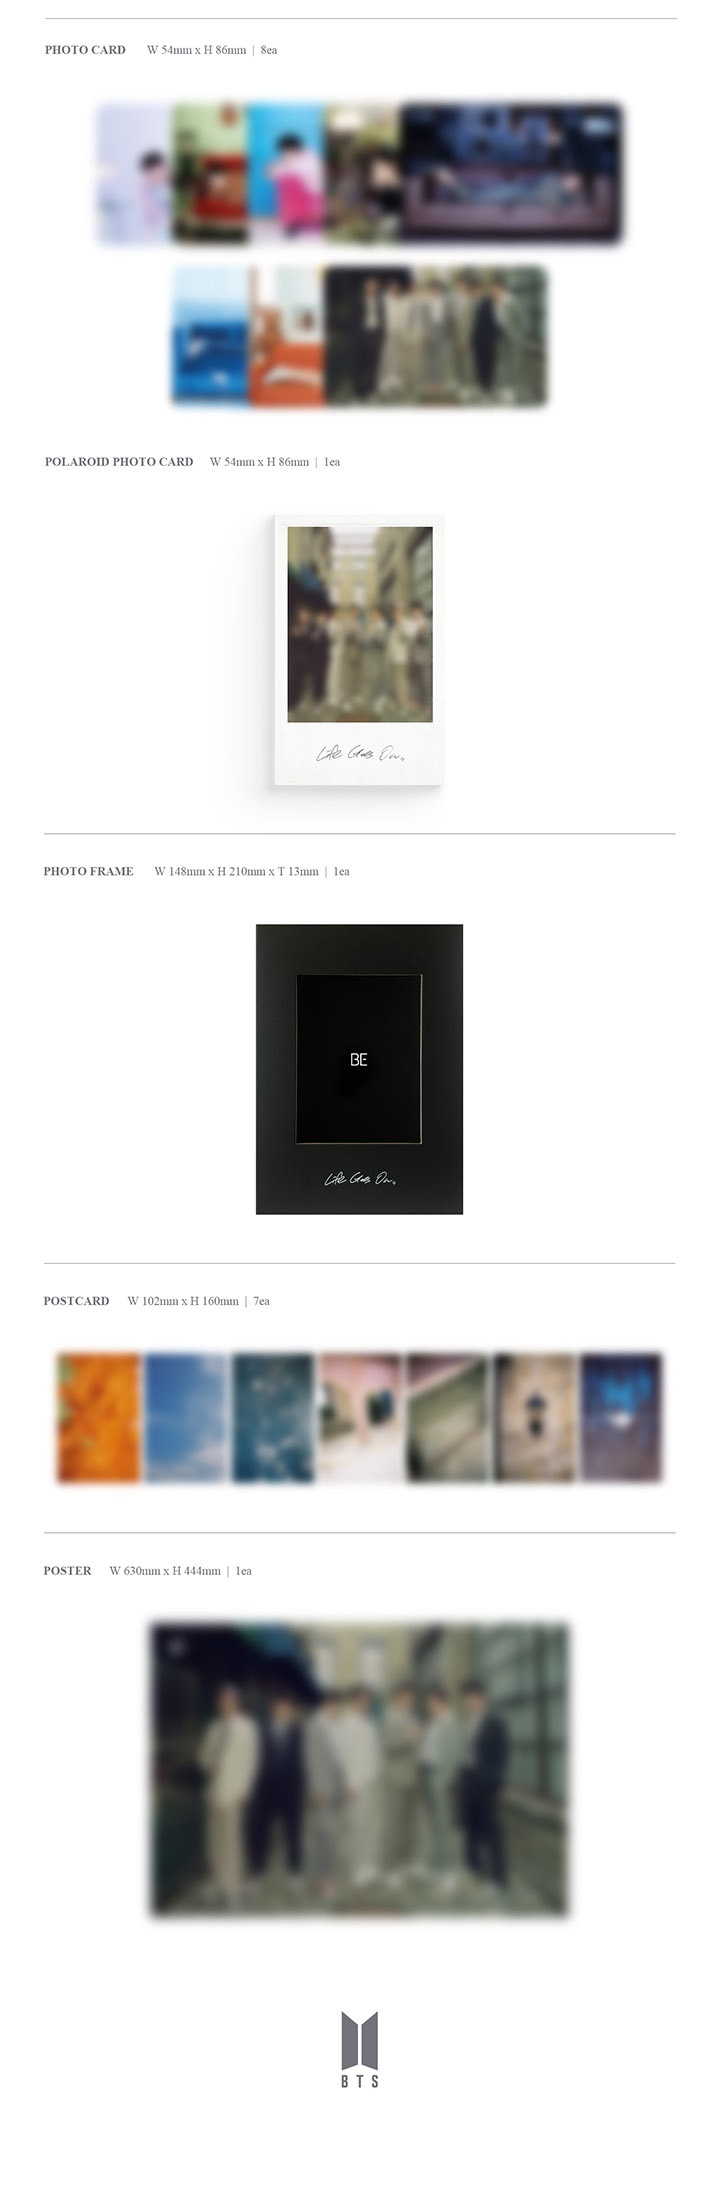 PHOTO CARD W 54mm x H 86mm | 8ea
POLAROID PHOTO CARD W 54mm x H 86mm | 1ea
Life Goes On..
PHOTO FRAME W 148mm x H 210mm x T 13mm | 1ea
BE
Life Goes On..
POSTCARD W 102mm x H 160mm | 7ea
POSTER W 630mm x H 444mm | 1ea
BTS